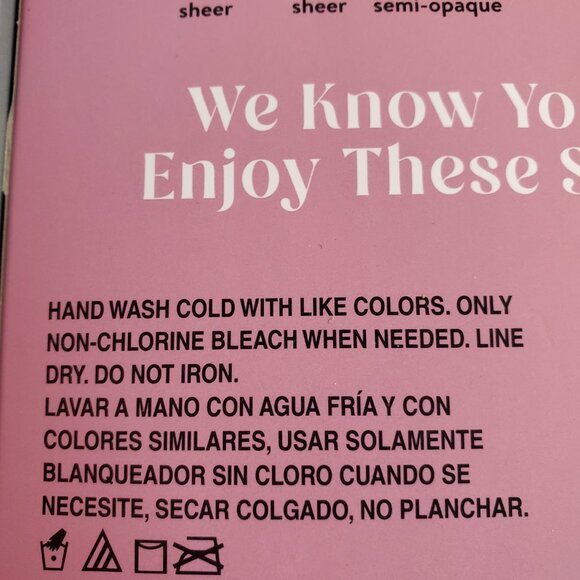 sheer sheer semi-opaque
We Know Yo
Enjoy These S
HAND WASH COLD WITH LIKE COLORS. ONLY
NON-CHLORINE BLEACH WHEN NEEDED. LINE
DRY. DO NOT IRON.
LAVAR A MANO CON AGUA FRÍA Y CON
COLORES SIMILARES, USAR SOLAMENTE
BLANQUEADOR SIN CLORO CUANDO SE
NECESITE, SECAR COLGADO, NO PLANCHAR.